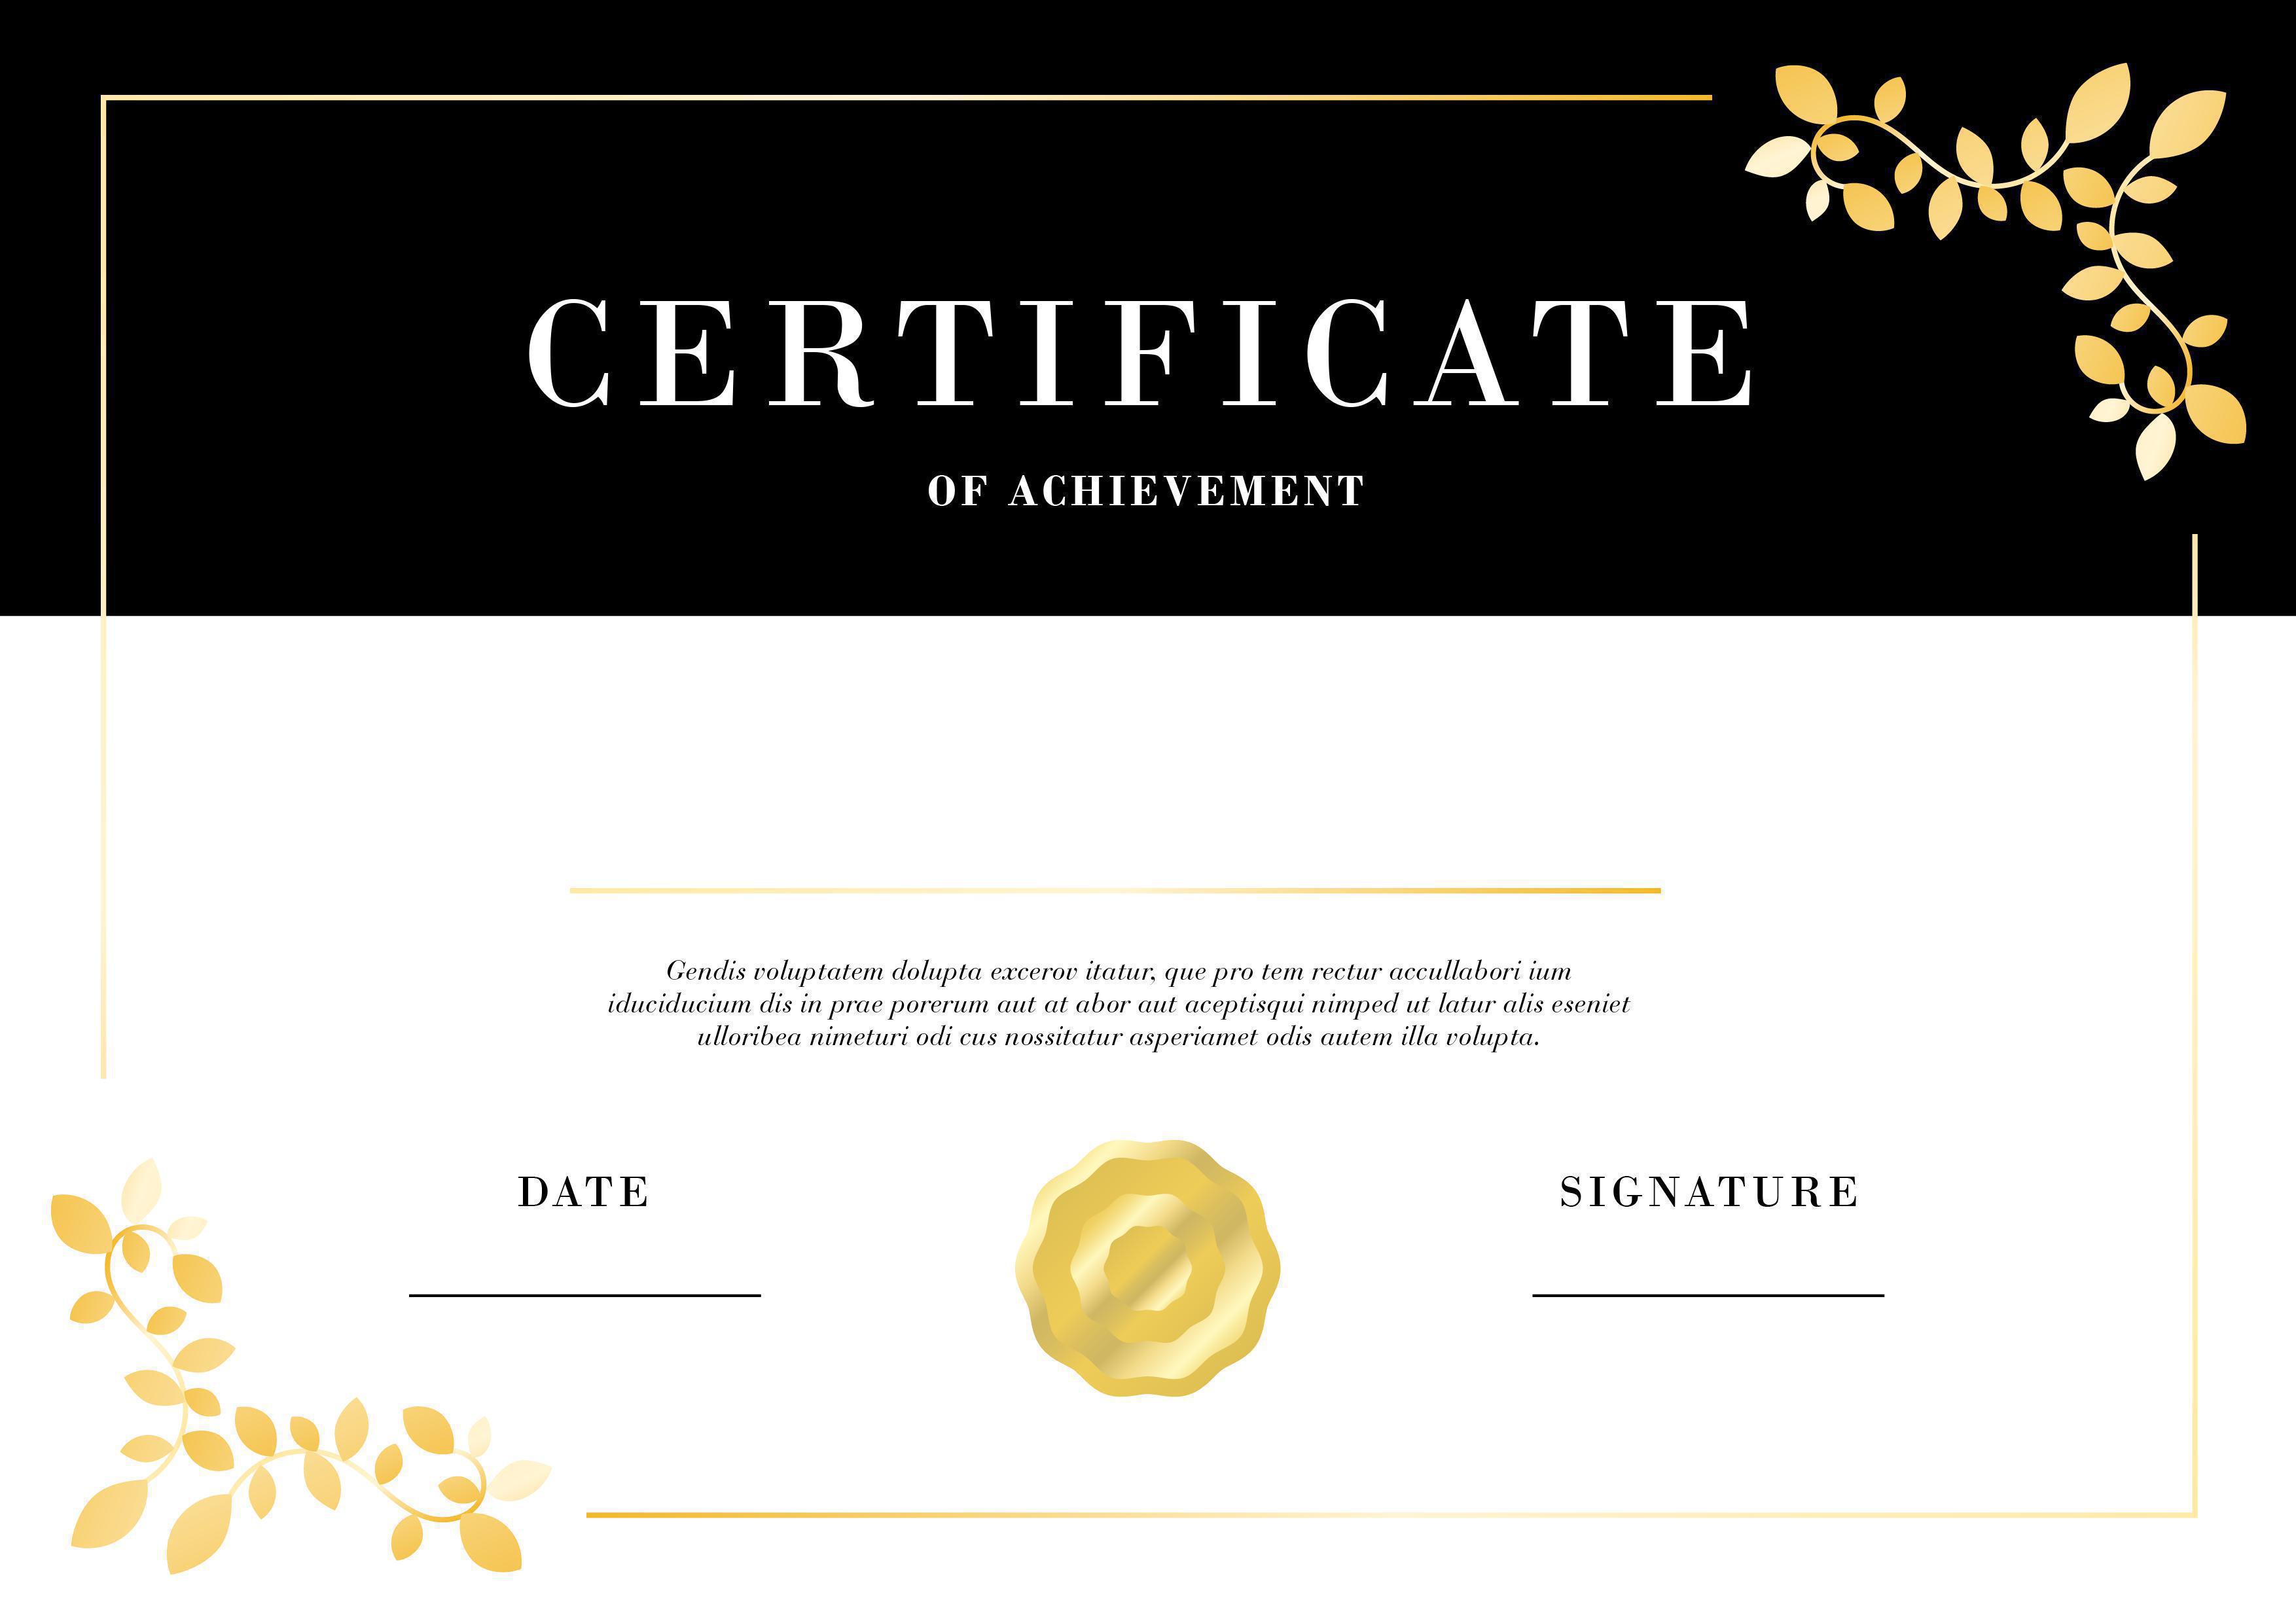 CERTIFICATE
OF ACHIEVEMENT
Gendis voluptatem dolupta excerov itatur, que pro tem rectur accullabori ium
iduciducium dis in prae porerum aut at abor aut aceptisqui nimped ut latur alis eseniet
ulloribea nimeturi odi cus nossitatur asperiamet odis autem illa volupta.
DATE
SIGNATURE